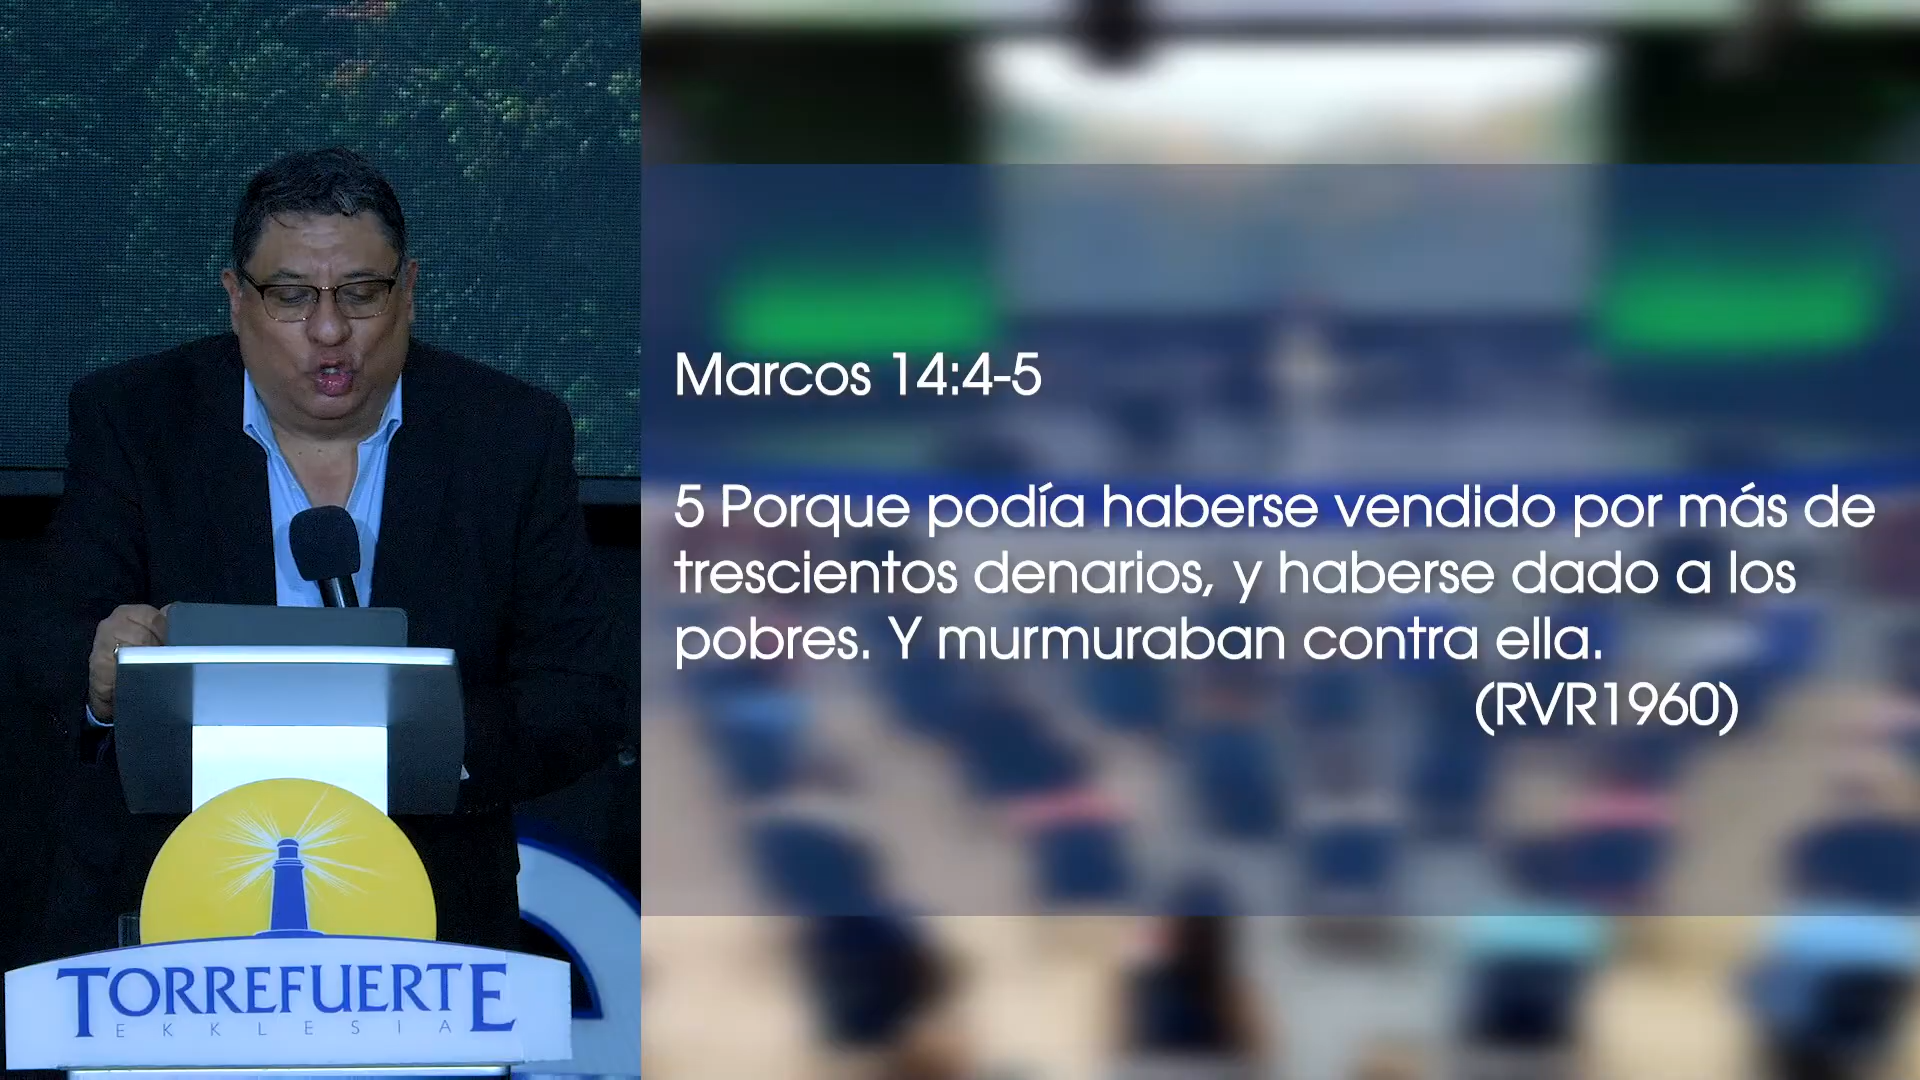 Marcos 14:4-5
5 Porque podía haberse vendido por más de
trescientos denarios, y haberse dado a los
pobres. Y murmuraban contra ella.
(RVR1960)
TORREFUERTE
EKKLESIA